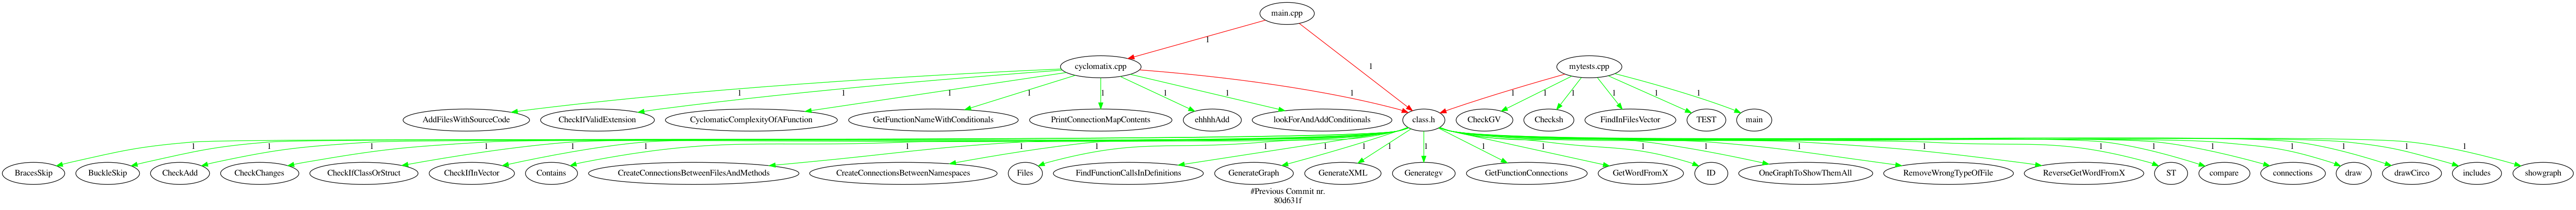 main.cpp
1
cyclomatix.cpp
mytests.cpp
1
1 1 1 1 1 1 1 1 1 1 1 1 1
AddFilesWithSourceCode CheckIfValidExtension CyclomaticComplexityOfAFunction GetFunctionNameWithConditionals PrintConnectionMapContents ehhhhAdd lookForAndAddConditionals class.h CheckGV Checksh FindInFilesVector TEST main
1 1 1 1 1 1 1 1 1 1 1 1 1 1 1 1 1 1 1 1 1 1 1 1 1 1
BracesSkip BuckleSkip CheckAdd CheckChanges CheckIfClassOrStruct CheckIfInVector Contains CreateConnectionsBetweenFilesAndMethods CreateConnectionsBetweenNamespaces Files FindFunctionCallsInDefinitions GenerateGraph GenerateXML Generategv GetFunctionConnections GetWordFromX ID OneGraphToShowThemAll RemoveWrongTypeOfFile ReverseGetWordFromX ST compare connections draw drawCirco includes showgraph
#Previous Commit nr.
80d631f